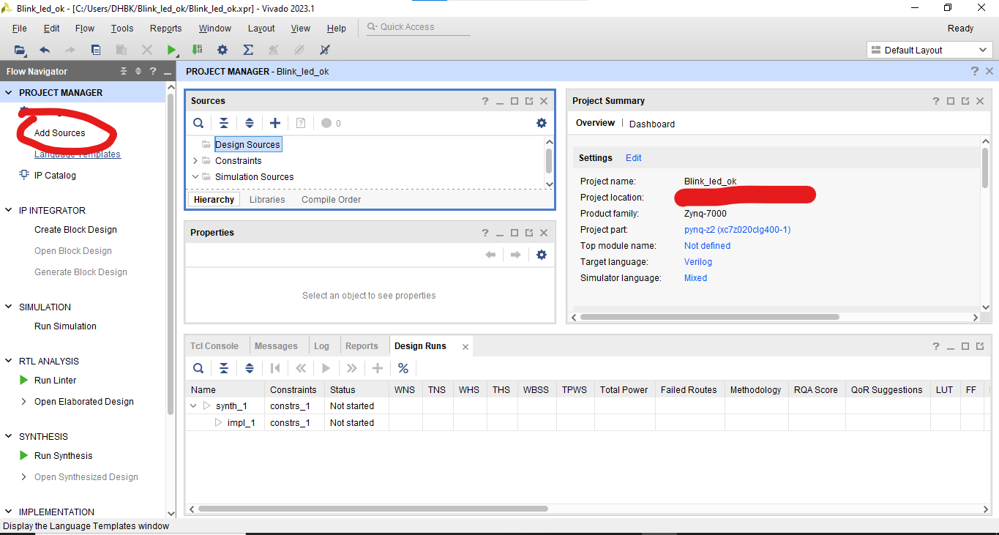 Blink_led_ok - [C:/Users/DHBK/Blink_led_ok/Blink_led_ok.xpr] - Vivado 2023.1
File Edit Flow Tools Reports Window Layout View Help Quick Access Ready
Default Layout
Flow Navigator
PROJECT MANAGER
Add Sources
Language Templates
IP Catalog
IP INTEGRATOR
Create Block Design
Open Block Design
Generate Block Design
SIMULATION
Run Simulation
RTL ANALYSIS
Run Linter
Open Elaborated Design
SYNTHESIS
Run Synthesis
Open Synthesized Design
IMPLEMENTATION
Display the Language Templates window
PROJECT MANAGER - Blink_led_ok
Sources
0
Design Sources
Constraints
Simulation Sources
Hierarchy Libraries Compile Order
Properties
Select an object to see properties
Project Summary
Overview | Dashboard
Settings Edit
Project name: Blink_led_ok
Project location:
Product family: Zynq-7000
Project part: pynq-z2 (xc7z020clg400-1)
Top module name: Not defined
Target language: Verilog
Simulator language: Mixed
Tcl Console Messages Log Reports Design Runs
Name Constraints Status WNS TNS WHS THS WBSS TPWS Total Power Failed Routes Methodology RQA Score QoR Suggestions LUT FF
synth_1 constrs_1 Not started
impl_1 constrs_1 Not started